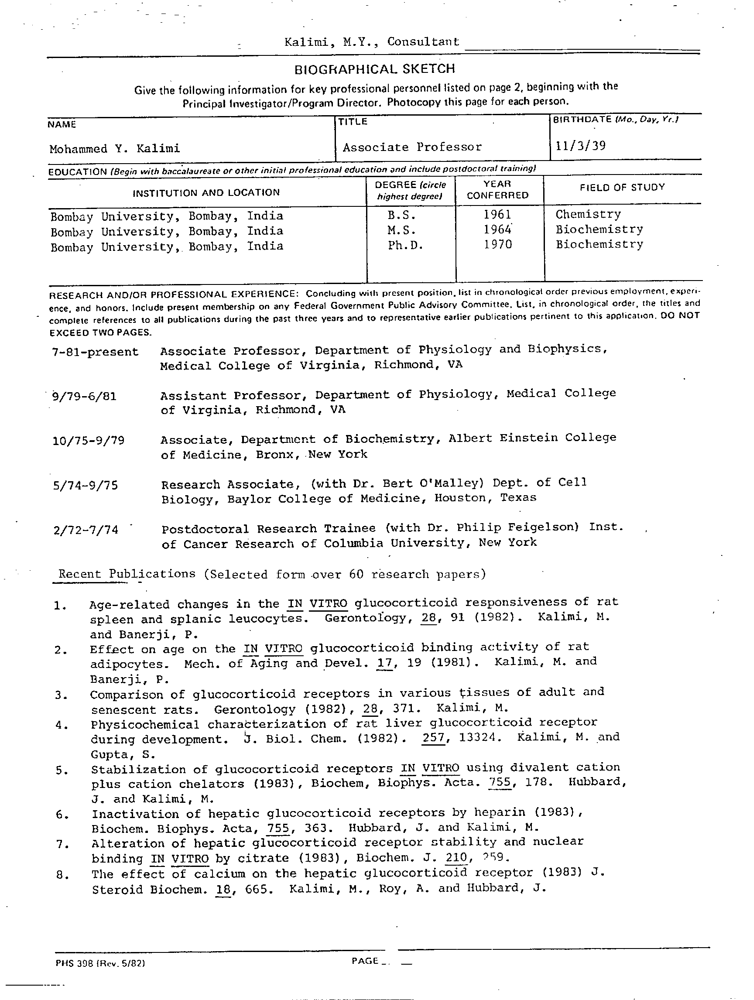 Kalimi, M.Y., Consultant
BIOGRAPHICAL SKETCH
Give the following information for key professional personnel listed on page 2, beginning with the
Principal Investigator/Program Director. Photocopy this page for each person.
NAME TITLE BIRTHDATE (Mo., Day, Yr.)
Mohammed Y. Kalimi Associate Professor 11/3/39
EDUCATION (Begin with baccalaureate or other initial professional education and include postdoctoral training)
INSTITUTION AND LOCATION DEGREE (circle highest degree) YEAR CONFERRED FIELD OF STUDY
Bombay University, Bombay, India B.S. 1961 Chemistry
Bombay University, Bombay, India M.S. 1964 Biochemistry
Bombay University, Bombay, India Ph.D. 1970 Biochemistry
RESEARCH AND/OR PROFESSIONAL EXPERIENCE: Concluding with present position, list in chronological order previous employment, experi-
ence, and honors. Include present membership on any Federal Government Public Advisory Committee. List, in chronological order, the titles and
complete references to all publications during the past three years and to representative earlier publications pertinent to this application. DO NOT
EXCEED TWO PAGES.
7-81-present Associate Professor, Department of Physiology and Biophysics,
Medical College of Virginia, Richmond, VA
9/79-6/81 Assistant Professor, Department of Physiology, Medical College
of Virginia, Richmond, VA
10/75-9/79 Associate, Department of Biochemistry, Albert Einstein College
of Medicine, Bronx, New York
5/74-9/75 Research Associate, (with Dr. Bert O'Malley) Dept. of Cell
Biology, Baylor College of Medicine, Houston, Texas
2/72-7/74 Postdoctoral Research Trainee (with Dr. Philip Feigelson) Inst.
of Cancer Research of Columbia University, New York
Recent Publications (Selected form over 60 research papers)
1. Age-related changes in the IN VITRO glucocorticoid responsiveness of rat
spleen and splanic leucocytes. Gerontology, 28, 91 (1982). Kalimi, M.
and Banerji, P.
2. Effect on age on the IN VITRO glucocorticoid binding activity of rat
adipocytes. Mech. of Aging and Devel. 17, 19 (1981). Kalimi, M. and
Banerji, P.
3. Comparison of glucocorticoid receptors in various tissues of adult and
senescent rats. Gerontology (1982), 28, 371. Kalimi, M.
4. Physicochemical characterization of rat liver glucocorticoid receptor
during development. J. Biol. Chem. (1982). 257, 13324. Kalimi, M. and
Gupta, S.
5. Stabilization of glucocorticoid receptors IN VITRO using divalent cation
plus cation chelators (1983), Biochem, Biophys. Acta. 755, 178. Hubbard,
J. and Kalimi, M.
6. Inactivation of hepatic glucocorticoid receptors by heparin (1983),
Biochem. Biophys. Acta, 755, 363. Hubbard, J. and Kalimi, M.
7. Alteration of hepatic glucocorticoid receptor stability and nuclear
binding IN VITRO by citrate (1983), Biochem. J. 210, 259.
8. The effect of calcium on the hepatic glucocorticoid receptor (1983) J.
Steroid Biochem. 18, 665. Kalimi, M., Roy, A. and Hubbard, J.
PHS 398 (Rev. 5/82) PAGE